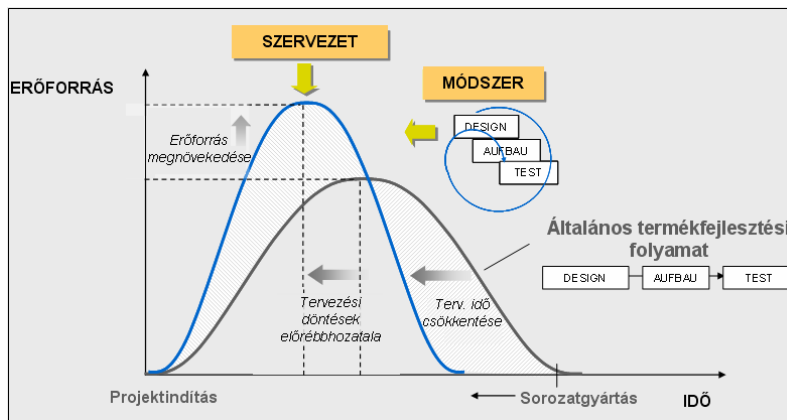 SZERVEZET
ERŐFORRÁS
MÓDSZER
DESIGN
AUFBAU
TEST
Erőforrás
megnövekedése
Általános termékfejlesztési
folyamat
DESIGN
AUFBAU
TEST
Tervezési
döntések
előrébbhozatala
Terv. idő
csökkentése
Projektindítás
Sorozatgyártás
IDŐ